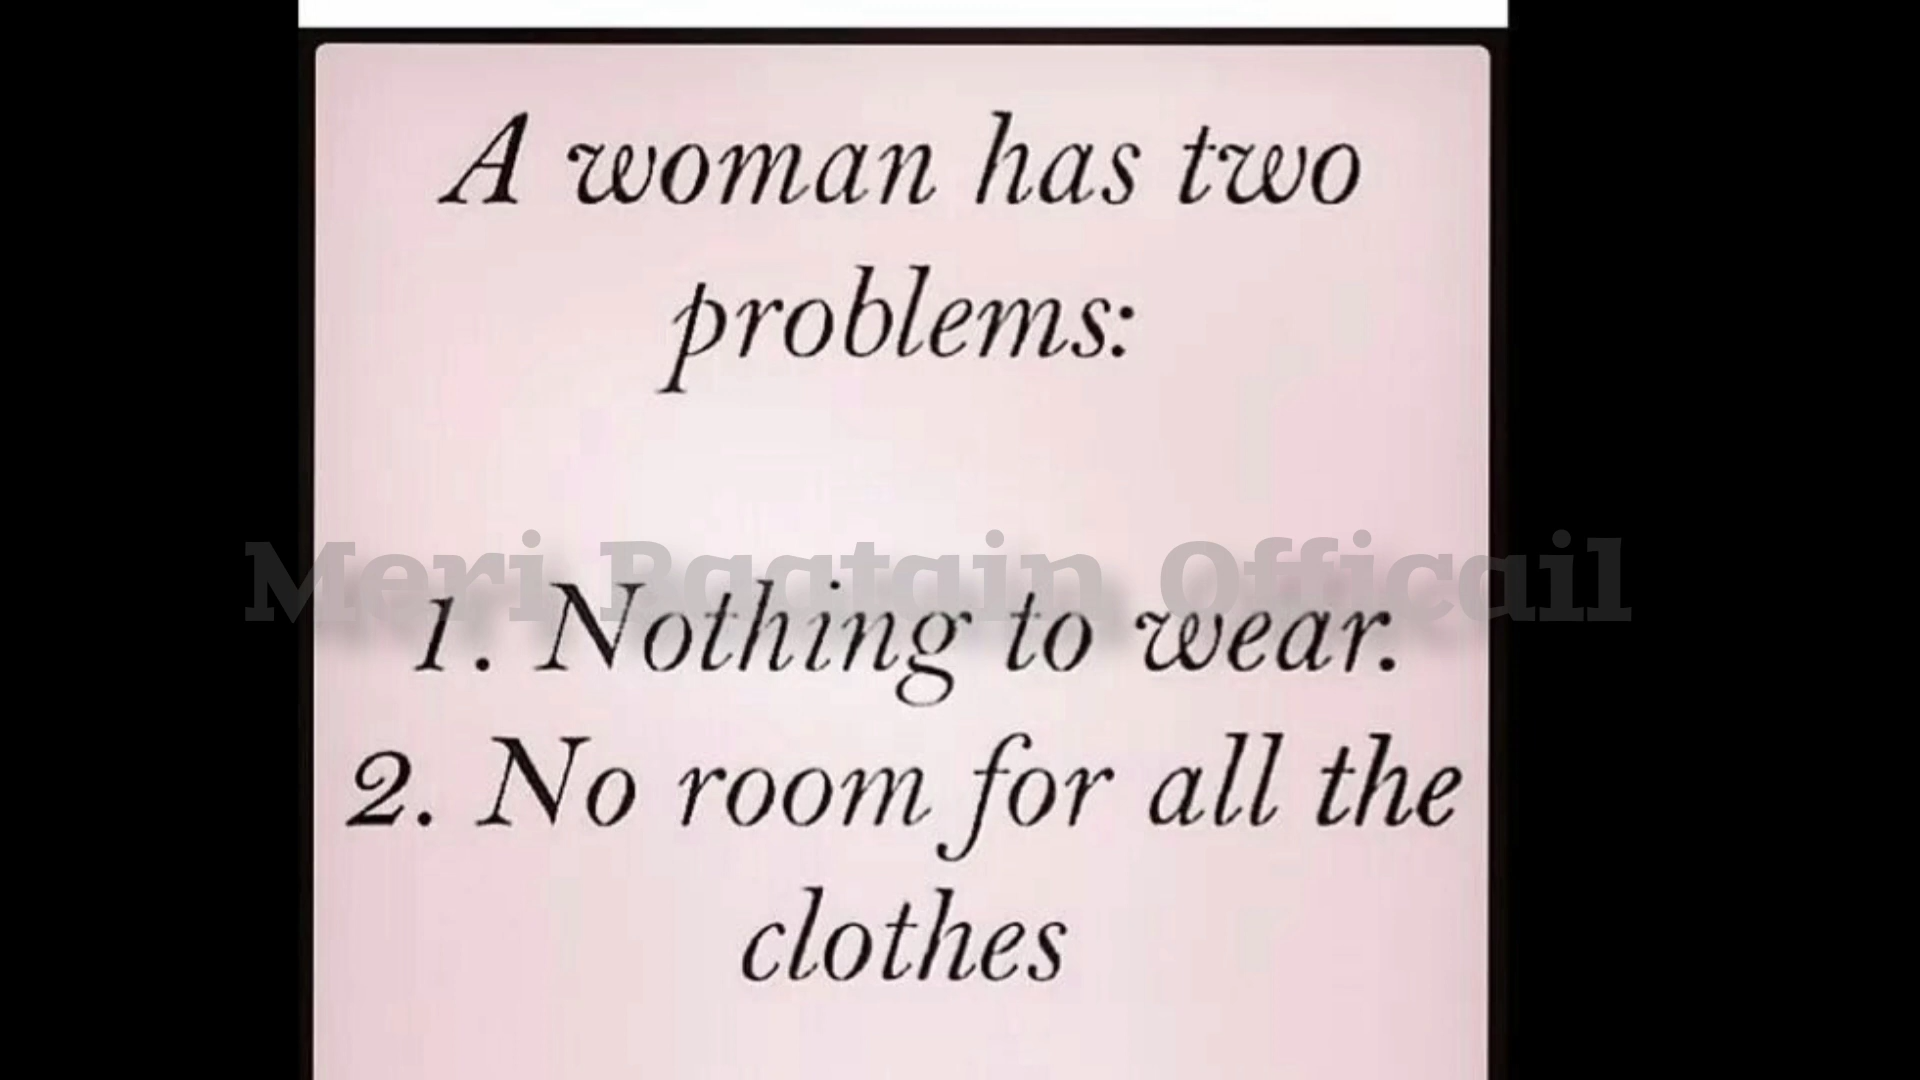 A woman has two
problems:
Meri Baatain Officail
1. Nothing to wear.
2. No room for all the
clothes